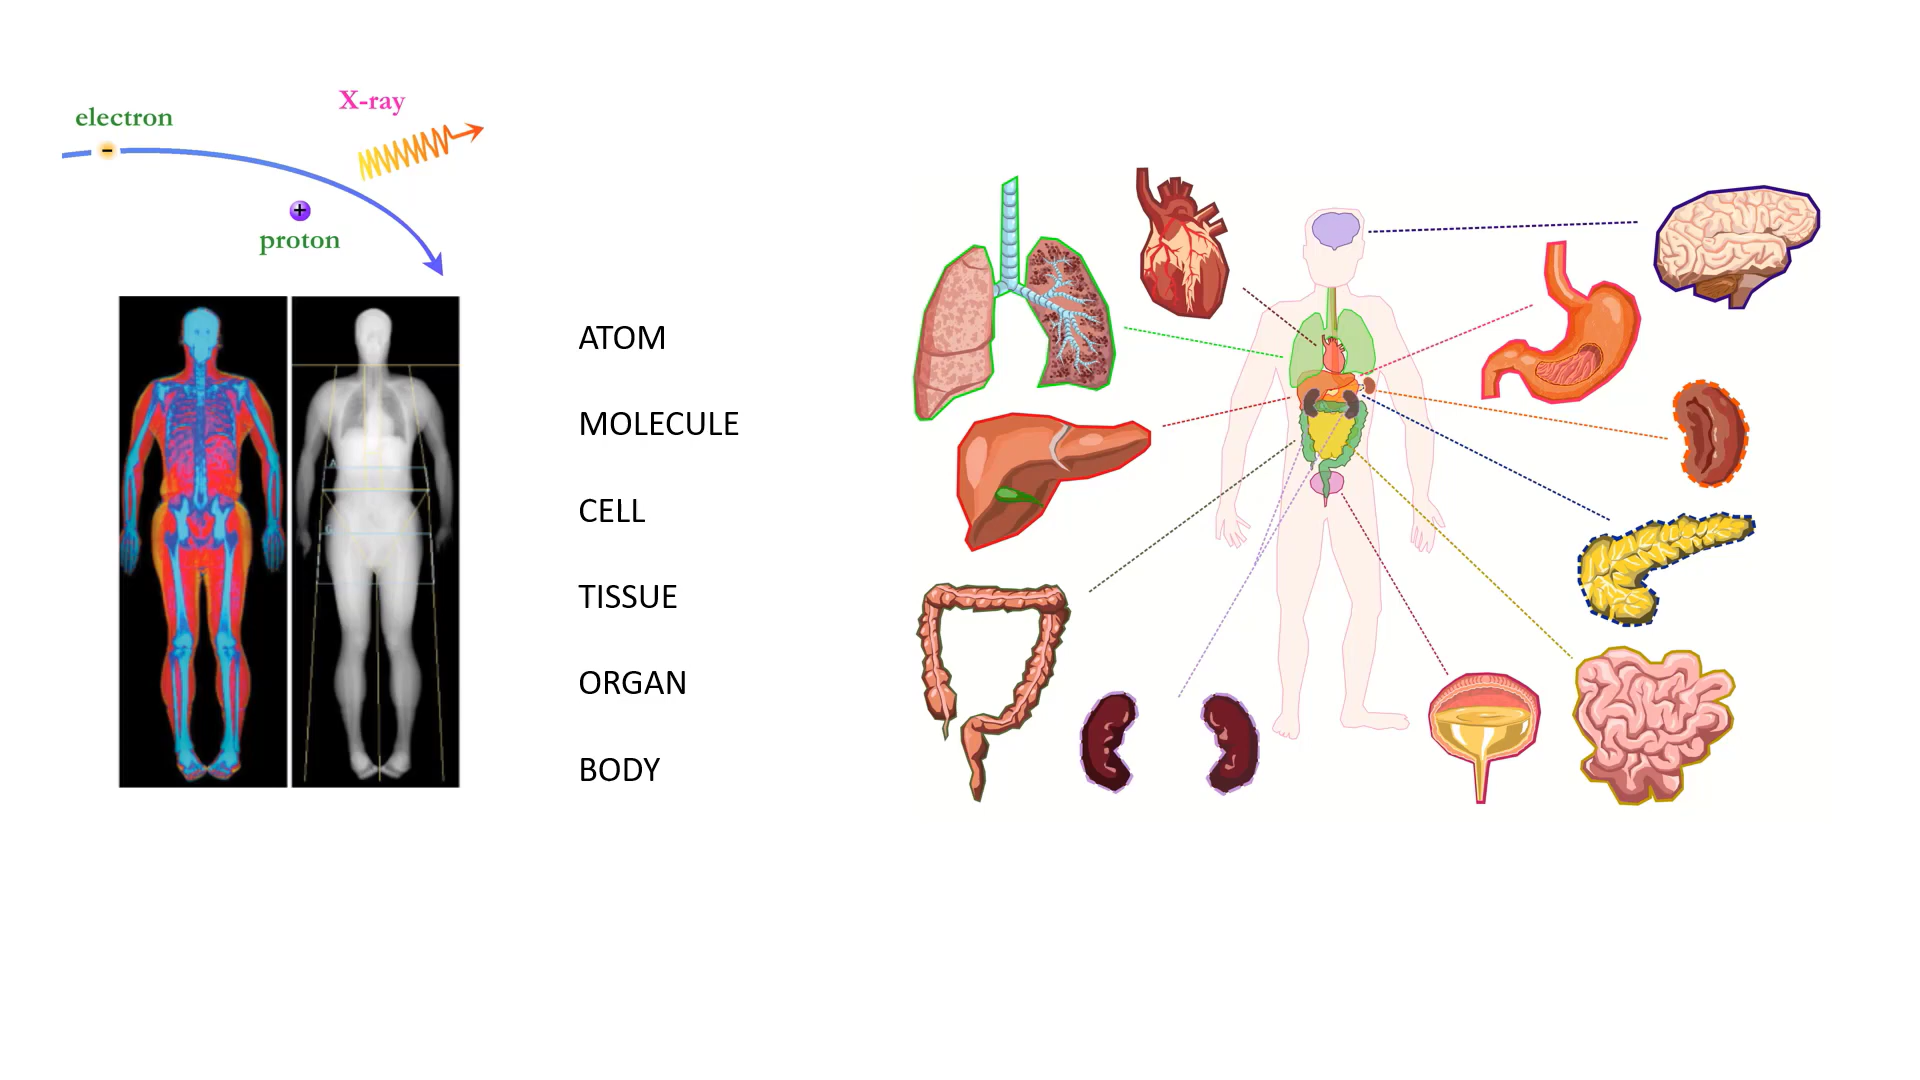 electron
X-ray
−
+
proton
ATOM
MOLECULE
CELL
TISSUE
ORGAN
BODY